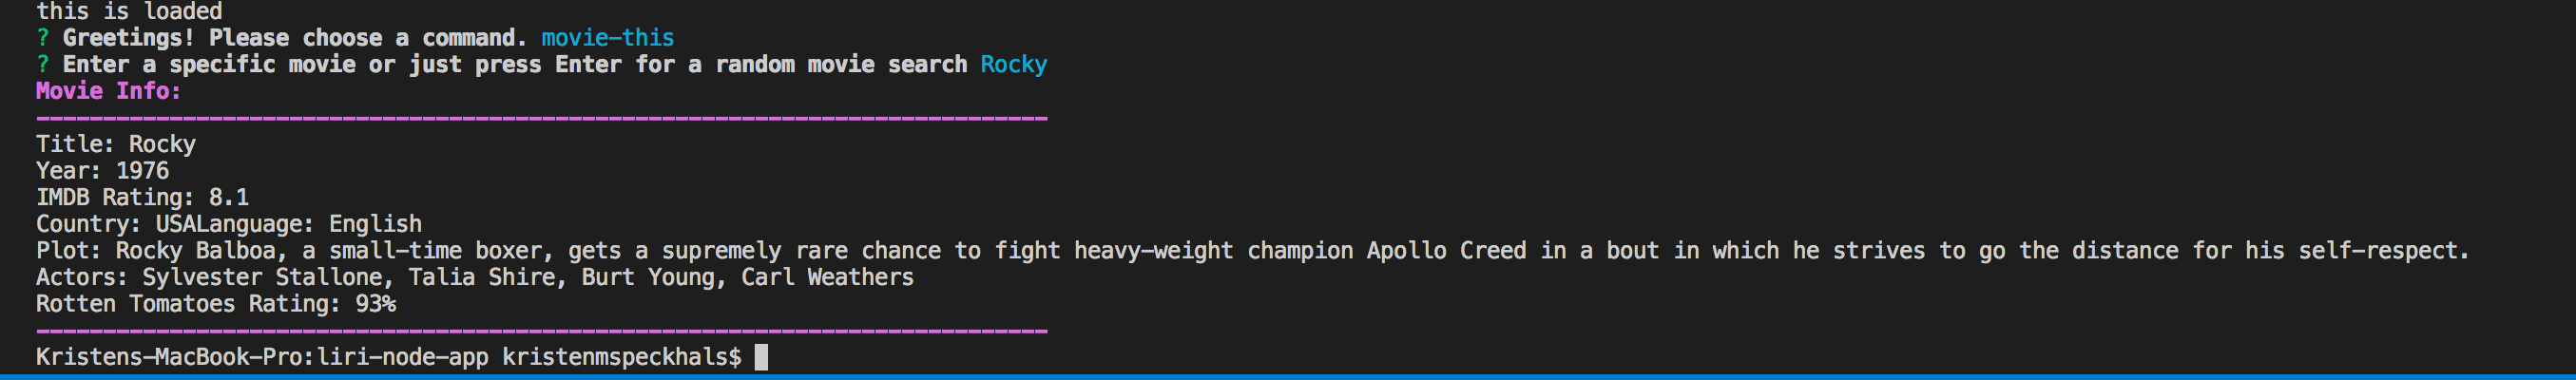 this is loaded
? Greetings! Please choose a command. movie-this
? Enter a specific movie or just press Enter for a random movie search Rocky
Movie Info:
----------------------------------------------------------------------------
Title: Rocky
Year: 1976
IMDB Rating: 8.1
Country: USALanguage: English
Plot: Rocky Balboa, a small-time boxer, gets a supremely rare chance to fight heavy-weight champion Apollo Creed in a bout in which he strives to go the distance for his self-respect.
Actors: Sylvester Stallone, Talia Shire, Burt Young, Carl Weathers
Rotten Tomatoes Rating: 93%
----------------------------------------------------------------------------
Kristens-MacBook-Pro:liri-node-app kristenmspeckhals$